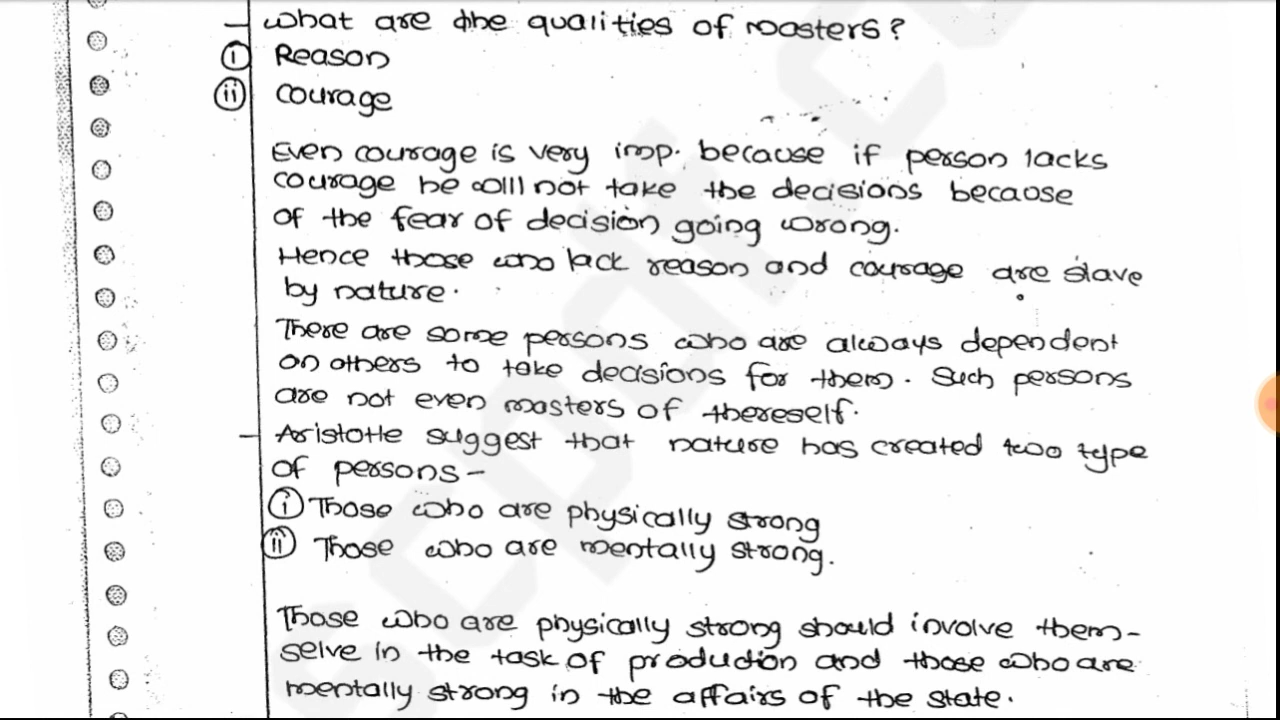 – What are the qualities of masters?
(i) Reason
(ii) Courage
Even courage is very imp. because if person lacks
courage he will not take the decisions because
of the fear of decision going wrong.
Hence those who lack reason and courage are slave
by nature.
There are some persons who are always dependent
on others to take decisions for them. Such persons
are not even masters of thereself.
– Aristotle suggest that nature has created two type
of persons –
(i) Those who are physically strong
(ii) Those who are mentally strong.
Those who are physically strong should involve them-
selve in the task of production and those who are
mentally strong in the affairs of the state.